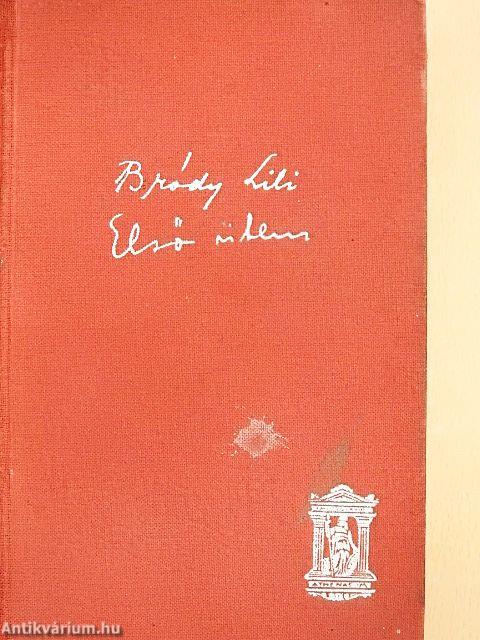 Bródy Lili
Első ütem
ATHENAEUM
Antikvárium.hu